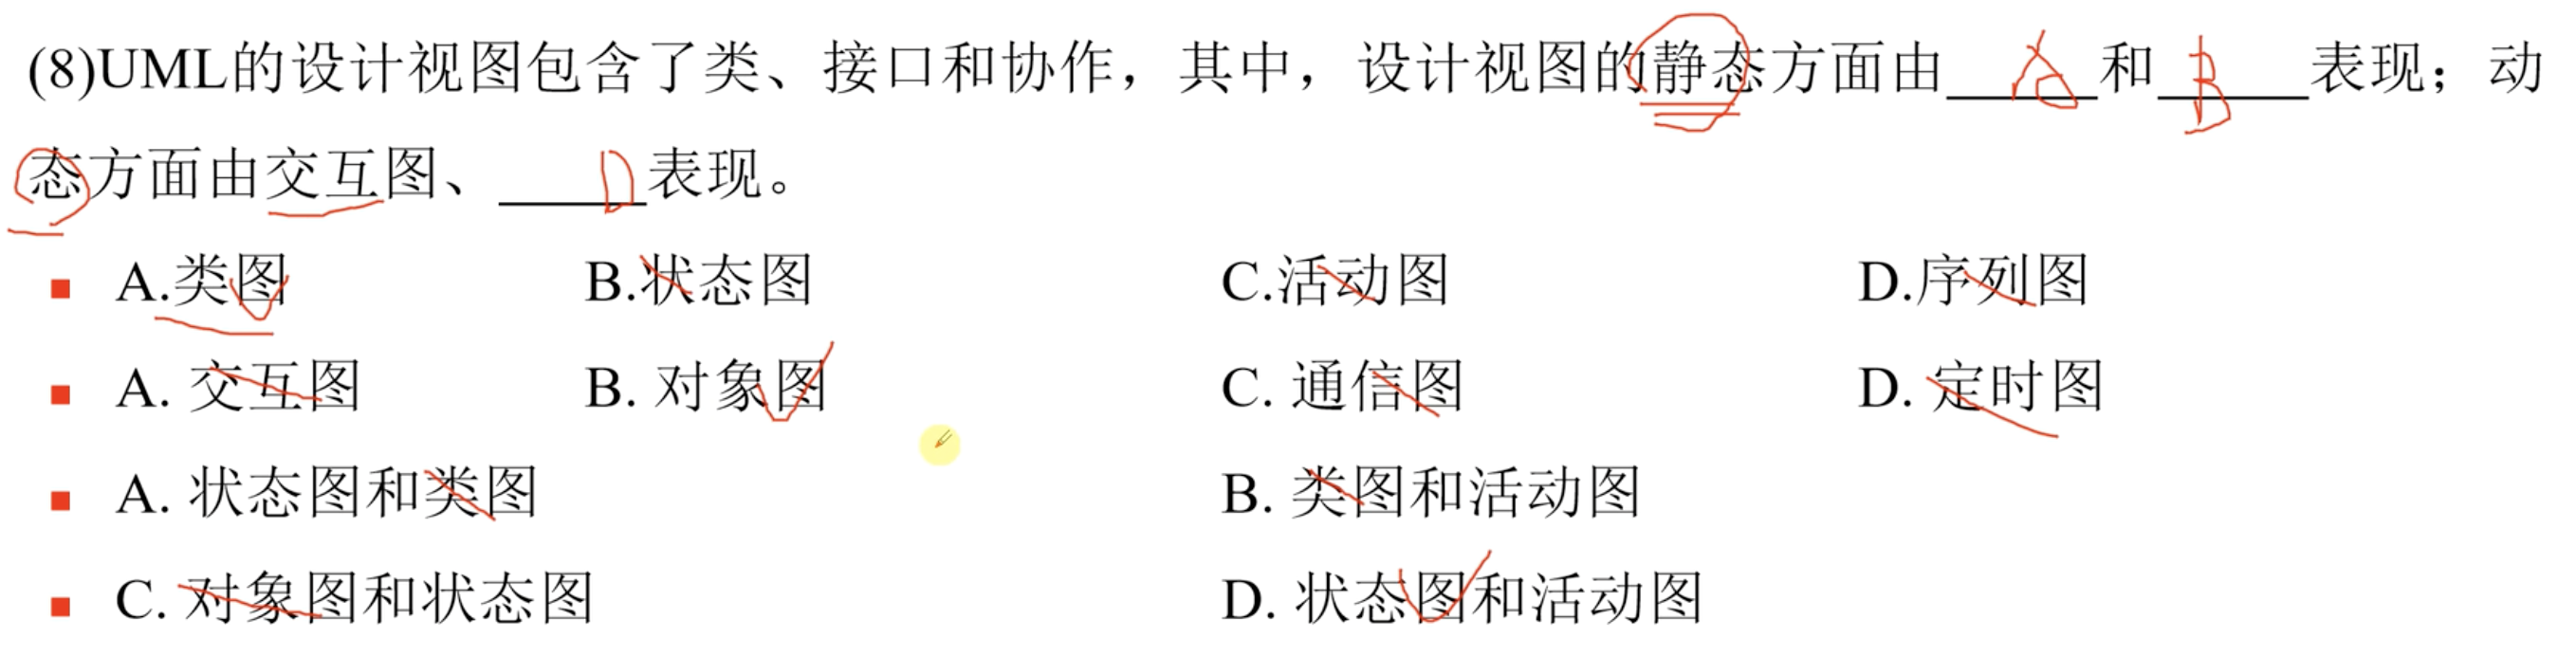 (8)UML的设计视图包含了类、接口和协作，其中，设计视图的静态方面由___A___和___B___表现；动
态方面由交互图、___D___表现。
A.类图 B.状态图 C.活动图 D.序列图
A. 交互图 B. 对象图 C. 通信图 D. 定时图
A. 状态图和类图 B. 类图和活动图
C. 对象图和状态图 D. 状态图和活动图